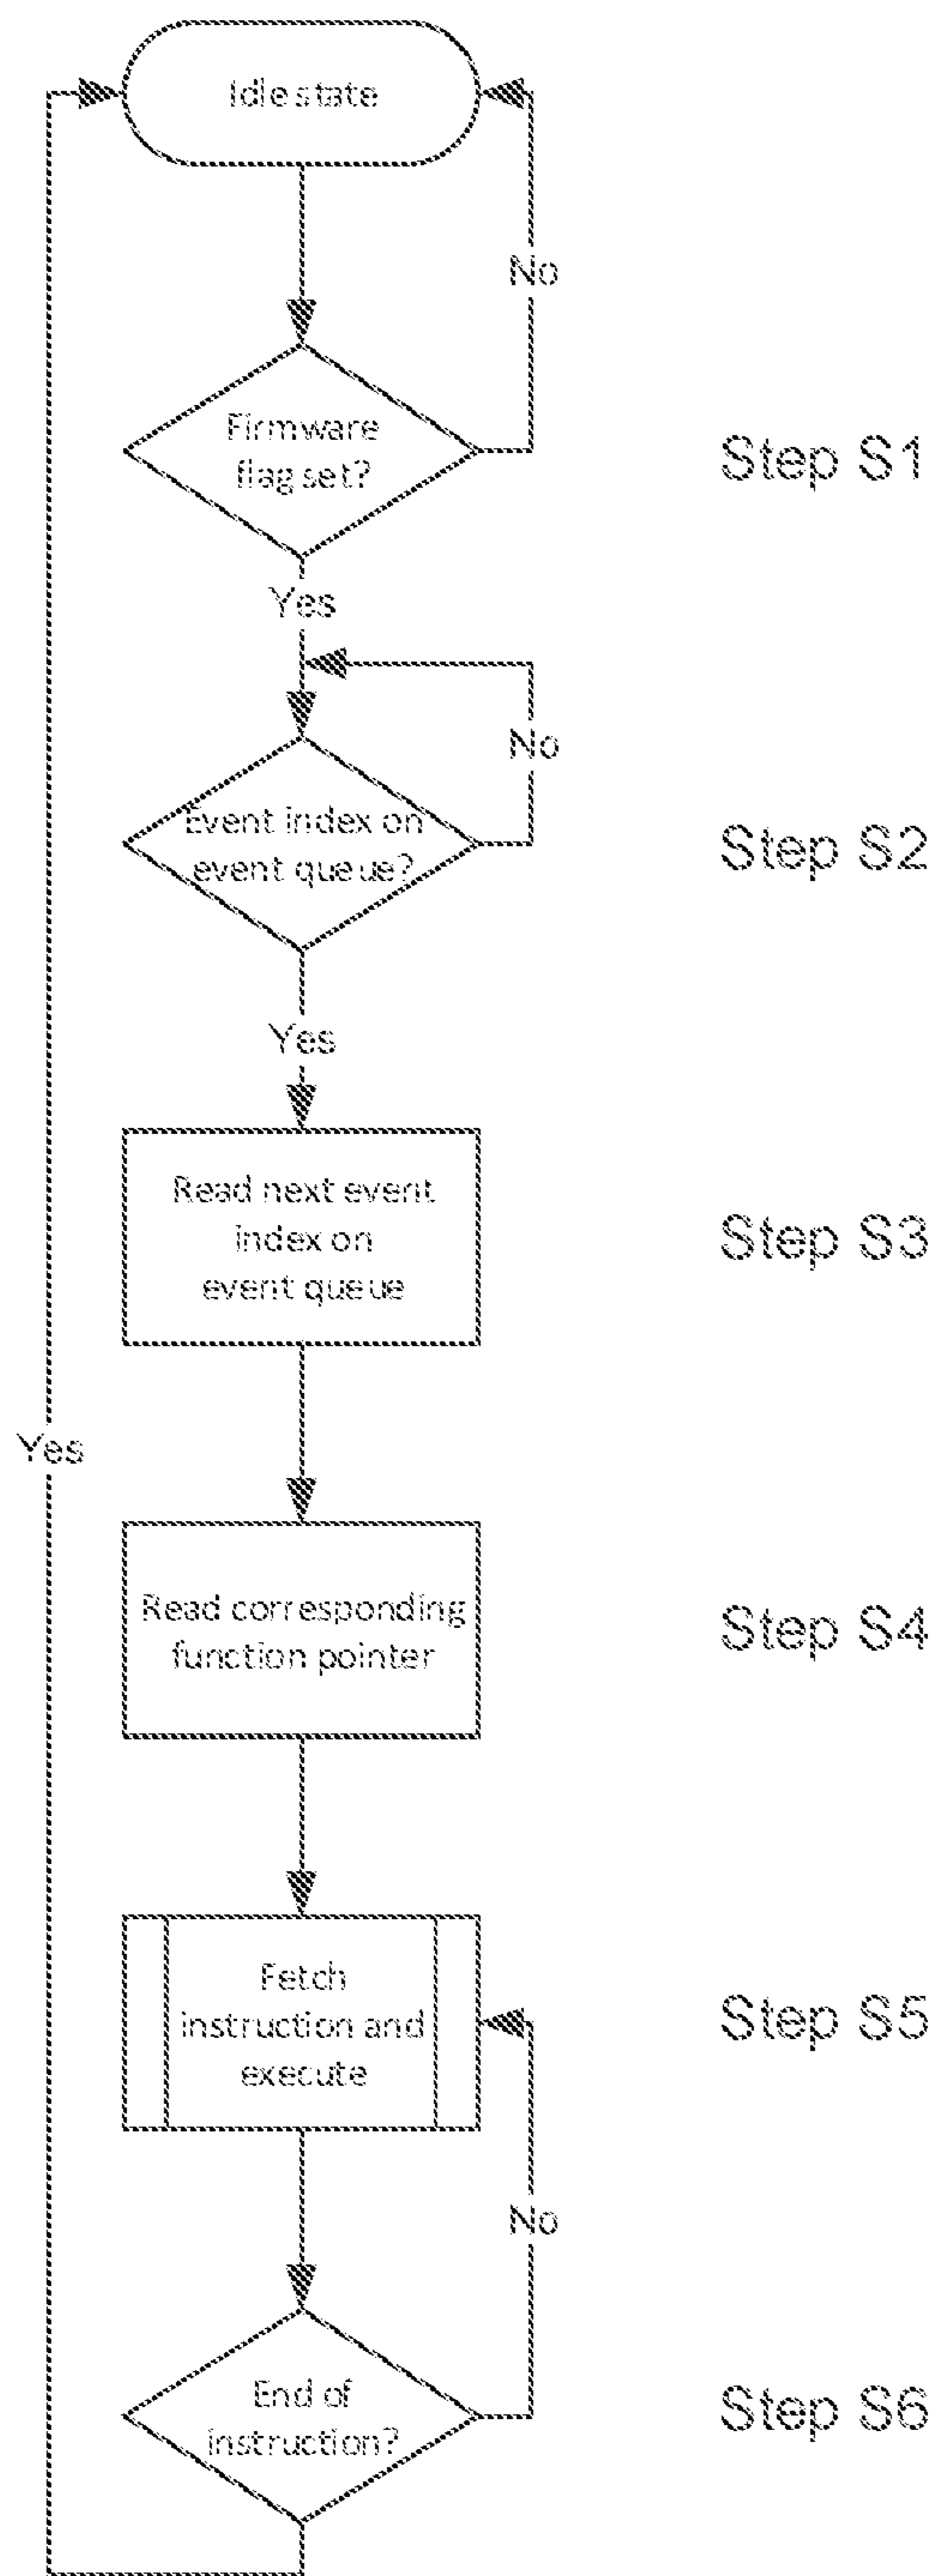 Idle state
No
Firmware
flag set?
Step S1
Yes
No
Event index on
event queue?
Step S2
Yes
Read next event
index on
event queue
Step S3
Yes
Read corresponding
function pointer
Step S4
Fetch
instruction and
execute
Step S5
No
End of
instruction?
Step S6